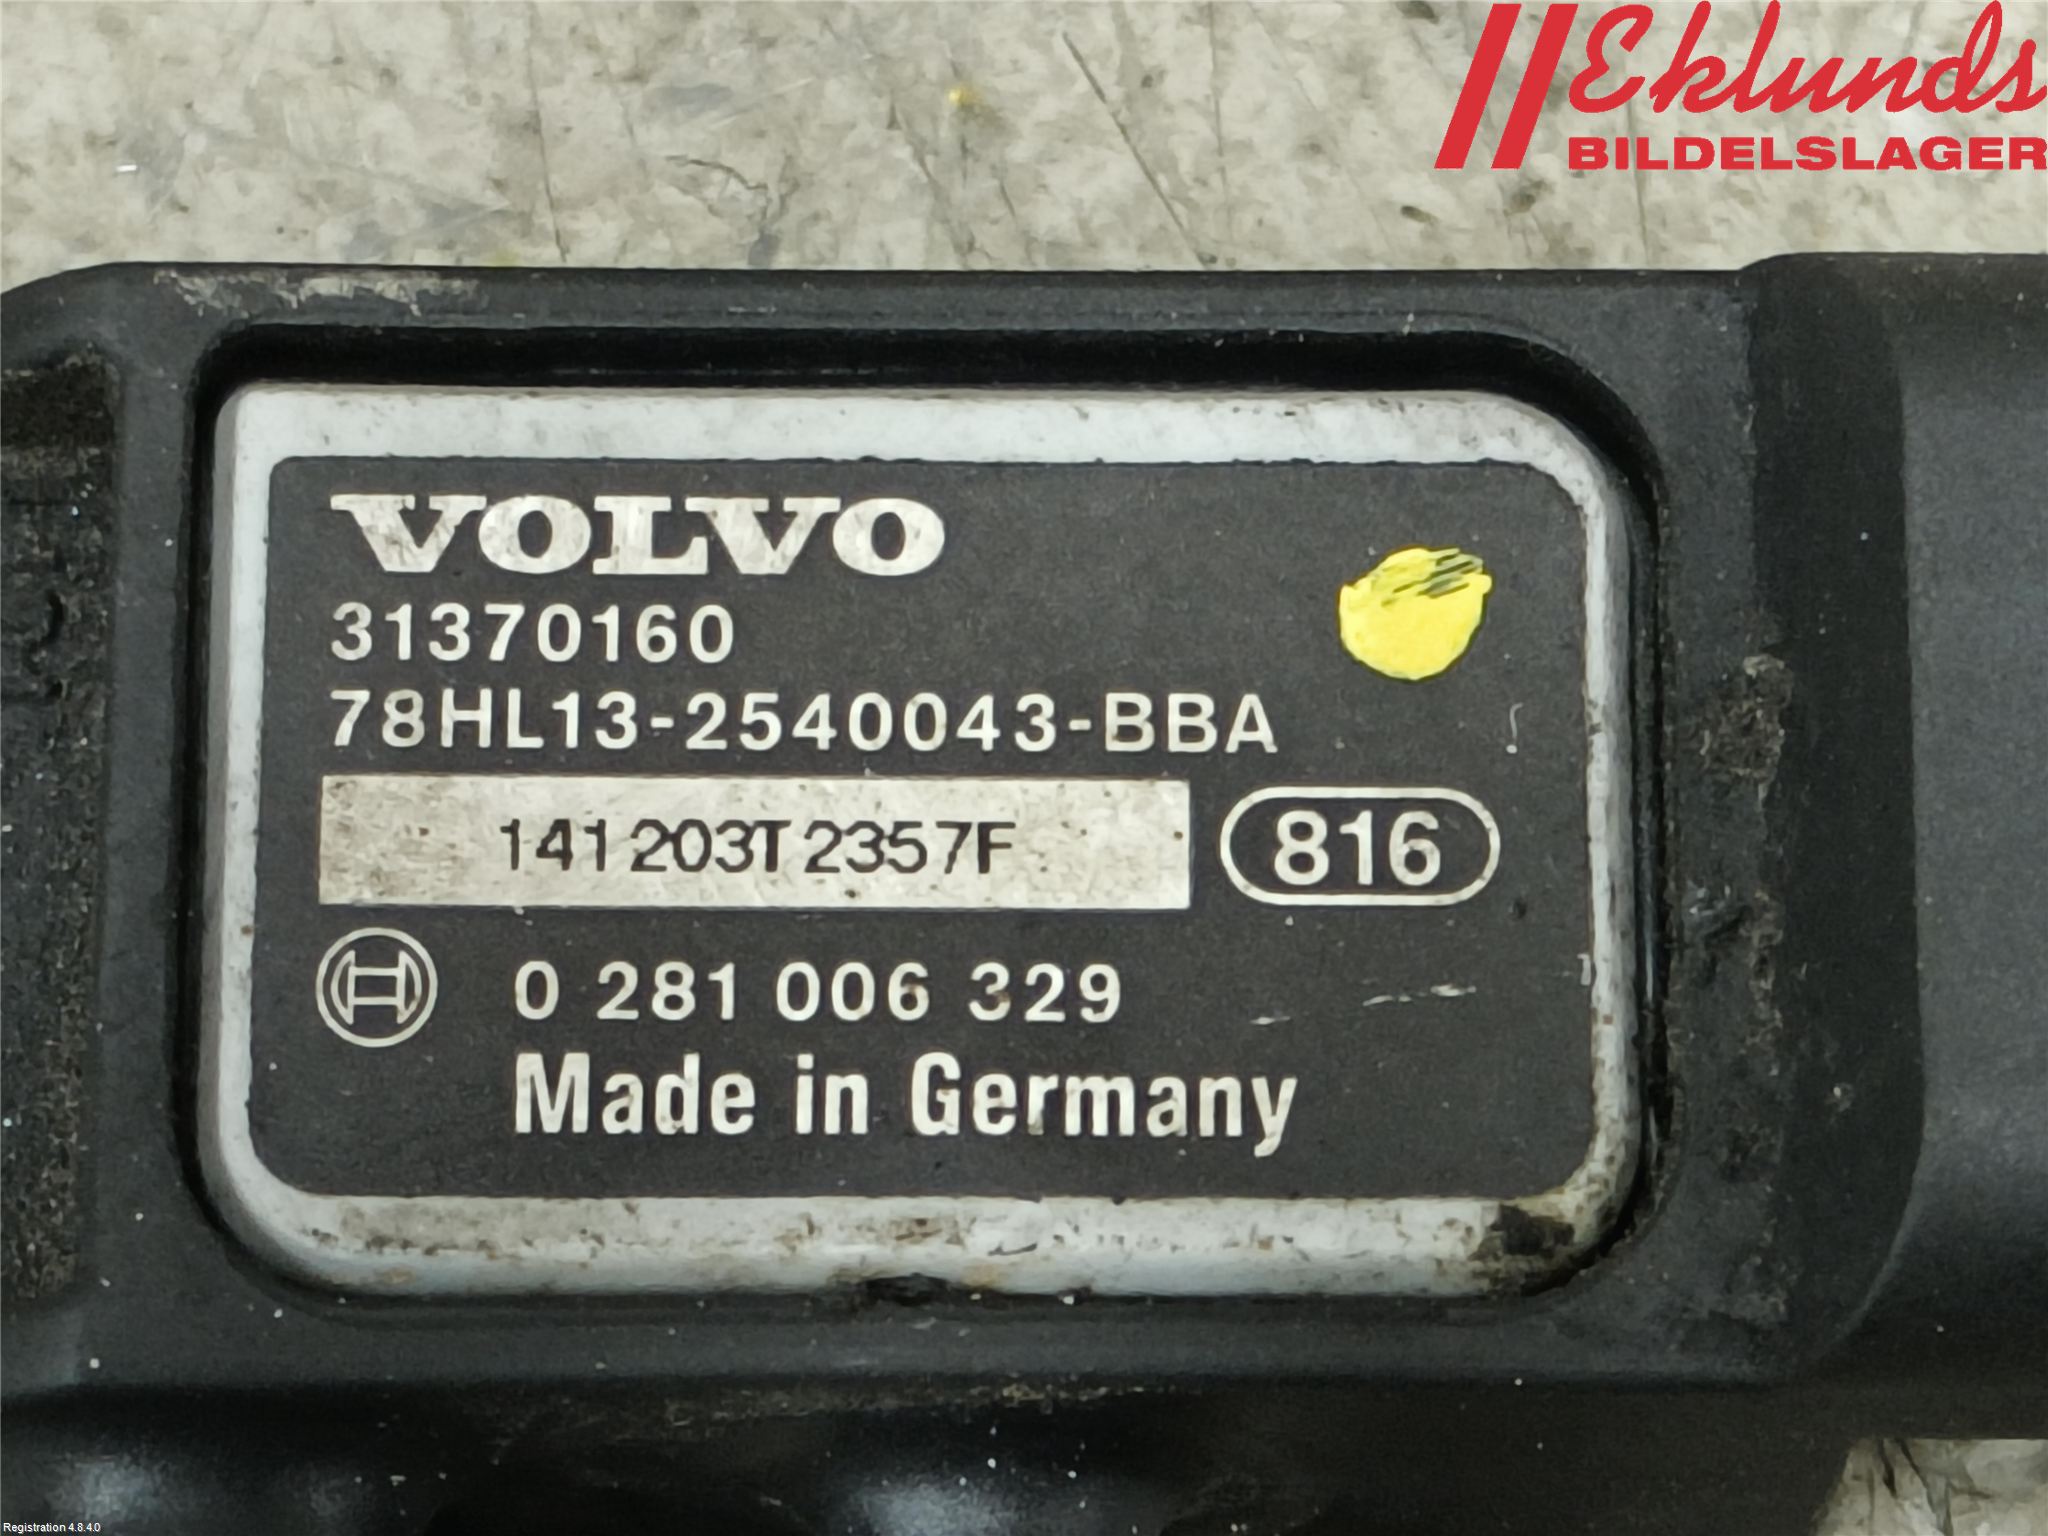 Eklunds
BILDELSLAGER
VOLVO
31370160
78HL13-2540043-BBA
141203T2357F
816
0 281 006 329
Made in Germany
Registration 4.8.4.0